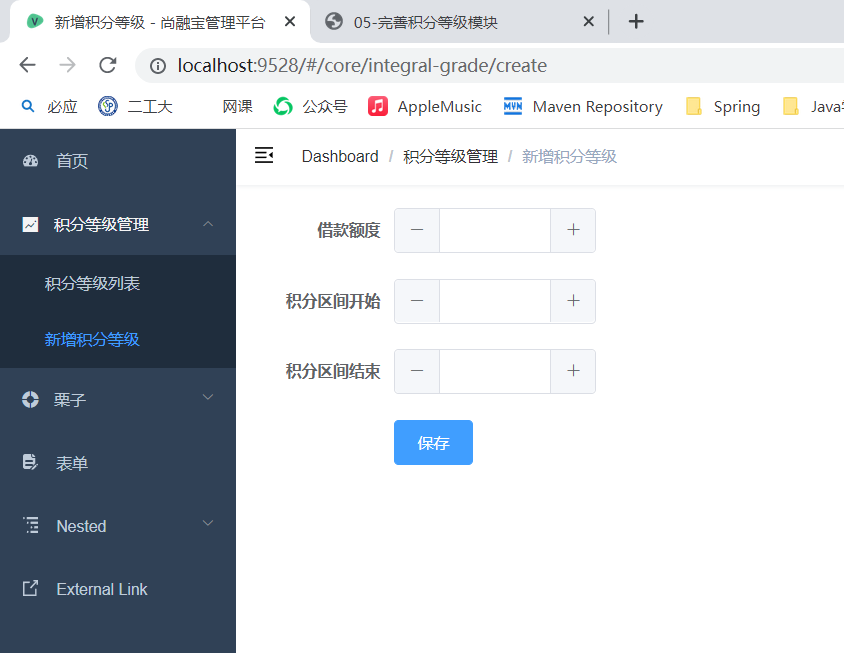 新增积分等级 - 尚融宝管理平台
05-完善积分等级模块
localhost:9528/#/core/integral-grade/create
必应 二工大 网课 公众号 AppleMusic Maven Repository Spring Java
首页
Dashboard / 积分等级管理 / 新增积分等级
积分等级管理
积分等级列表
新增积分等级
栗子
表单
Nested
External Link
借款额度
积分区间开始
积分区间结束
保存